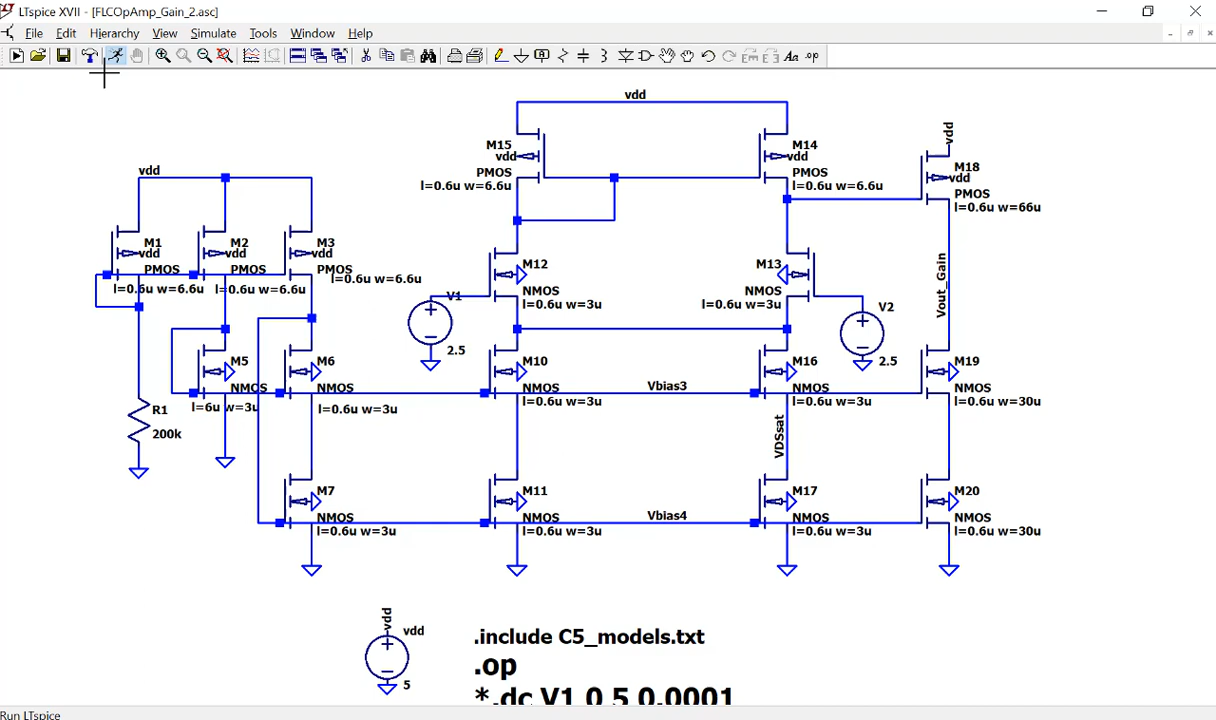 LTspice XVII - [FLCOpAmp_Gain_2.asc]
File Edit Hierarchy View Simulate Tools Window Help
vdd
vdd
M15
vdd
PMOS
l=0.6u w=6.6u
M14
vdd
PMOS
l=0.6u w=6.6u
vdd
M18
vdd
PMOS
l=0.6u w=66u
M1
vdd
PMOS
l=0.6u w=6.6u
M2
vdd
PMOS
l=0.6u w=6.6u
M3
vdd
PMOS
l=0.6u w=6.6u
M12
NMOS
l=0.6u w=3u
M13
NMOS
l=0.6u w=3u
V1
2.5
V2
2.5
Vout_Gain
M5
NMOS
l=6u w=3u
M6
NMOS
l=0.6u w=3u
M10
NMOS
l=0.6u w=3u
Vbias3
M16
NMOS
l=0.6u w=3u
M19
NMOS
l=0.6u w=30u
R1
200k
VDSsat
M7
NMOS
l=0.6u w=3u
M11
NMOS
l=0.6u w=3u
Vbias4
M17
NMOS
l=0.6u w=3u
M20
NMOS
l=0.6u w=30u
vdd
vdd
5
.include C5_models.txt
.op
*.dc V1 0 5 0.0001
Run LTspice